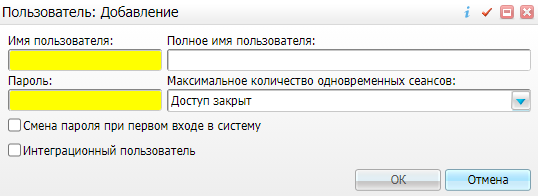 Пользователь: Добавление
Имя пользователя: Полное имя пользователя:
Пароль: Максимальное количество одновременных сеансов:
Доступ закрыт
Смена пароля при первом входе в систему
Интеграционный пользователь
ОК Отмена